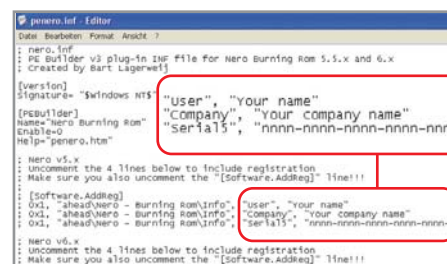 penero.inf - Editor
Datei Bearbeiten Format Ansicht ?
; nero.inf
; PE Builder v3 plug-in INF file for Nero Burning Rom 5.5.x and 6.x
; Created by Bart Lagerweij
[Version]
Signature= "$Windows NT$"
[PEBuilder]
Name="Nero Burning Rom"
Enable=0
Help="penero.htm"
"User", "Your name"
"Company", "Your company name"
"Serial5", "nnnn-nnnn-nnnn-nnnn-nnn
; Nero v5.x
; Uncomment the 4 lines below to include registration
; Make sure you also uncomment the "[Software.AddReg]" line!!!
;
; [Software.AddReg]
; 0x1, "ahead\Nero - Burning Rom\Info", "User", "Your name"
; 0x1, "ahead\Nero - Burning Rom\Info", "Company", "Your company name"
; 0x1, "ahead\Nero - Burning Rom\Info", "Serial5", "nnnn-nnnn-nnnn-nnnn-
; Nero v6.x
; Uncomment the 4 lines below to include registration
; Make sure you also uncomment the "[Software.AddReg]" line!!!